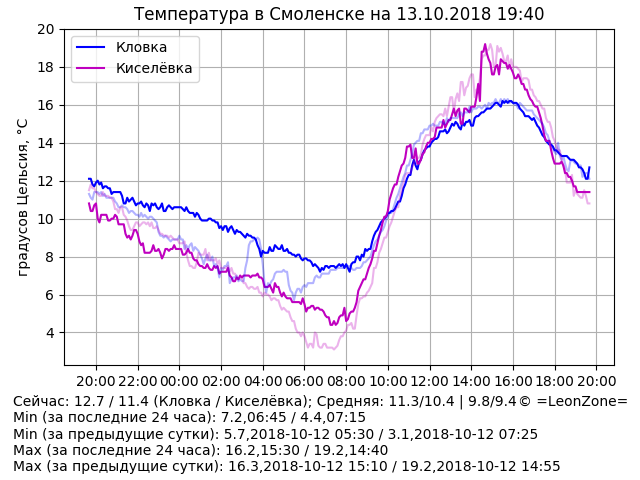 Температура в Смоленске на 13.10.2018 19:40
Кловка
Киселёвка
градусов Цельсия, °C
20
18
16
14
12
10
8
6
4
20:00 22:00 00:00 02:00 04:00 06:00 08:00 10:00 12:00 14:00 16:00 18:00 20:00
Сейчас: 12.7 / 11.4 (Кловка / Киселёвка); Средняя: 11.3/10.4 | 9.8/9.4© =LeonZone=
Min (за последние 24 часа): 7.2,06:45 / 4.4,07:15
Min (за предыдущие сутки): 5.7,2018-10-12 05:30 / 3.1,2018-10-12 07:25
Max (за последние 24 часа): 16.2,15:30 / 19.2,14:40
Max (за предыдущие сутки): 16.3,2018-10-12 15:10 / 19.2,2018-10-12 14:55